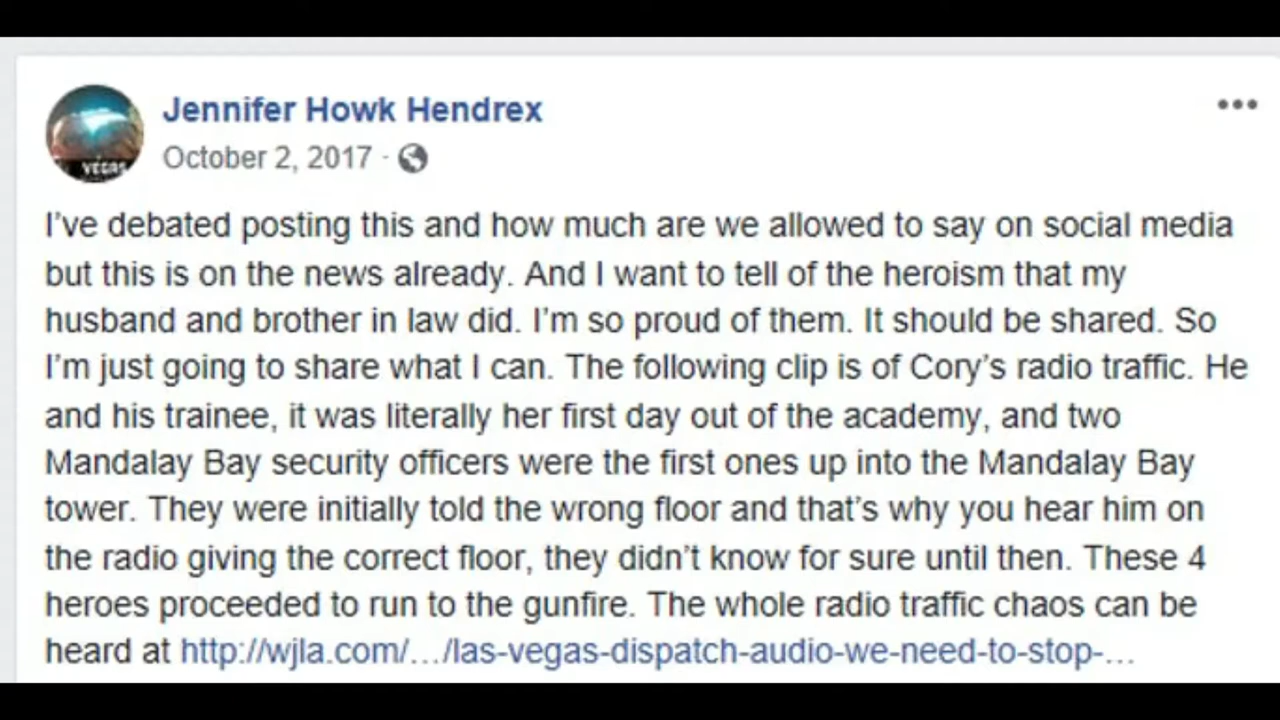 Jennifer Howk Hendrex
October 2, 2017 ·
VEGAS
I’ve debated posting this and how much are we allowed to say on social media
but this is on the news already. And I want to tell of the heroism that my
husband and brother in law did. I’m so proud of them. It should be shared. So
I’m just going to share what I can. The following clip is of Cory’s radio traffic. He
and his trainee, it was literally her first day out of the academy, and two
Mandalay Bay security officers were the first ones up into the Mandalay Bay
tower. They were initially told the wrong floor and that’s why you hear him on
the radio giving the correct floor, they didn’t know for sure until then. These 4
heroes proceeded to run to the gunfire. The whole radio traffic chaos can be
heard at http://wjla.com/…/las-vegas-dispatch-audio-we-need-to-stop-…